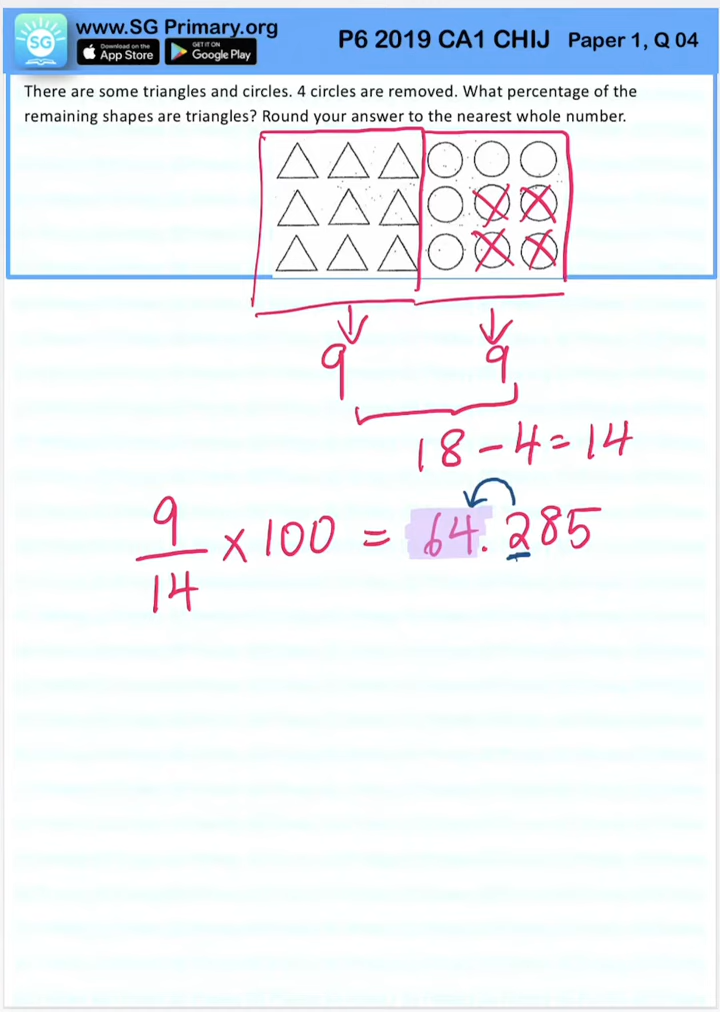 www.SG Primary.org
SG
Download on the
App Store
GET IT ON
Google Play
P6 2019 CA1 CHIJ Paper 1, Q 04
There are some triangles and circles. 4 circles are removed. What percentage of the
remaining shapes are triangles? Round your answer to the nearest whole number.
9 9
18 - 4 = 14
9/14 x 100 = 64.285